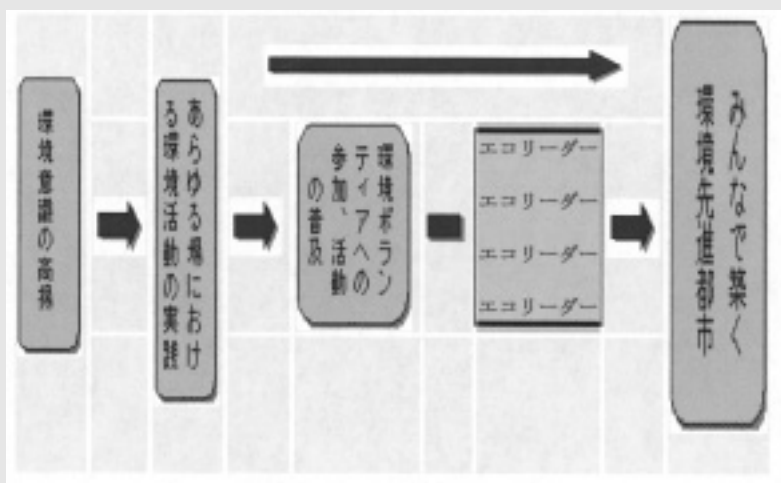 環境意識の高揚
あらゆる場におけ
る環境活動の実践
環境ボラン
ティアへの
参加、活動
の普及
エコリーダー
エコリーダー
エコリーダー
エコリーダー
みんなで築く
環境先進都市